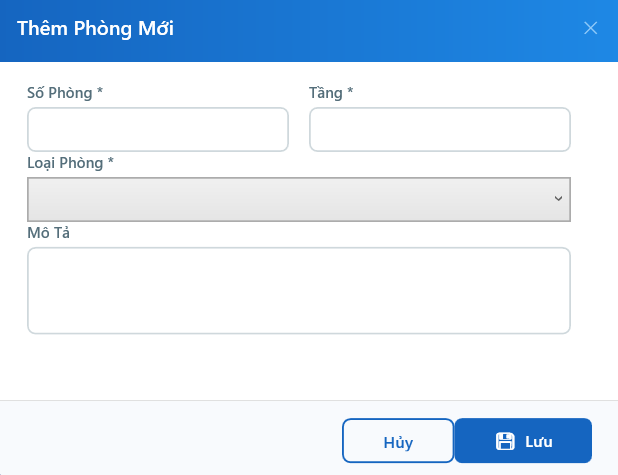 Thêm Phòng Mới
Số Phòng * Tầng *
Loại Phòng *
Mô Tả
Hủy Lưu